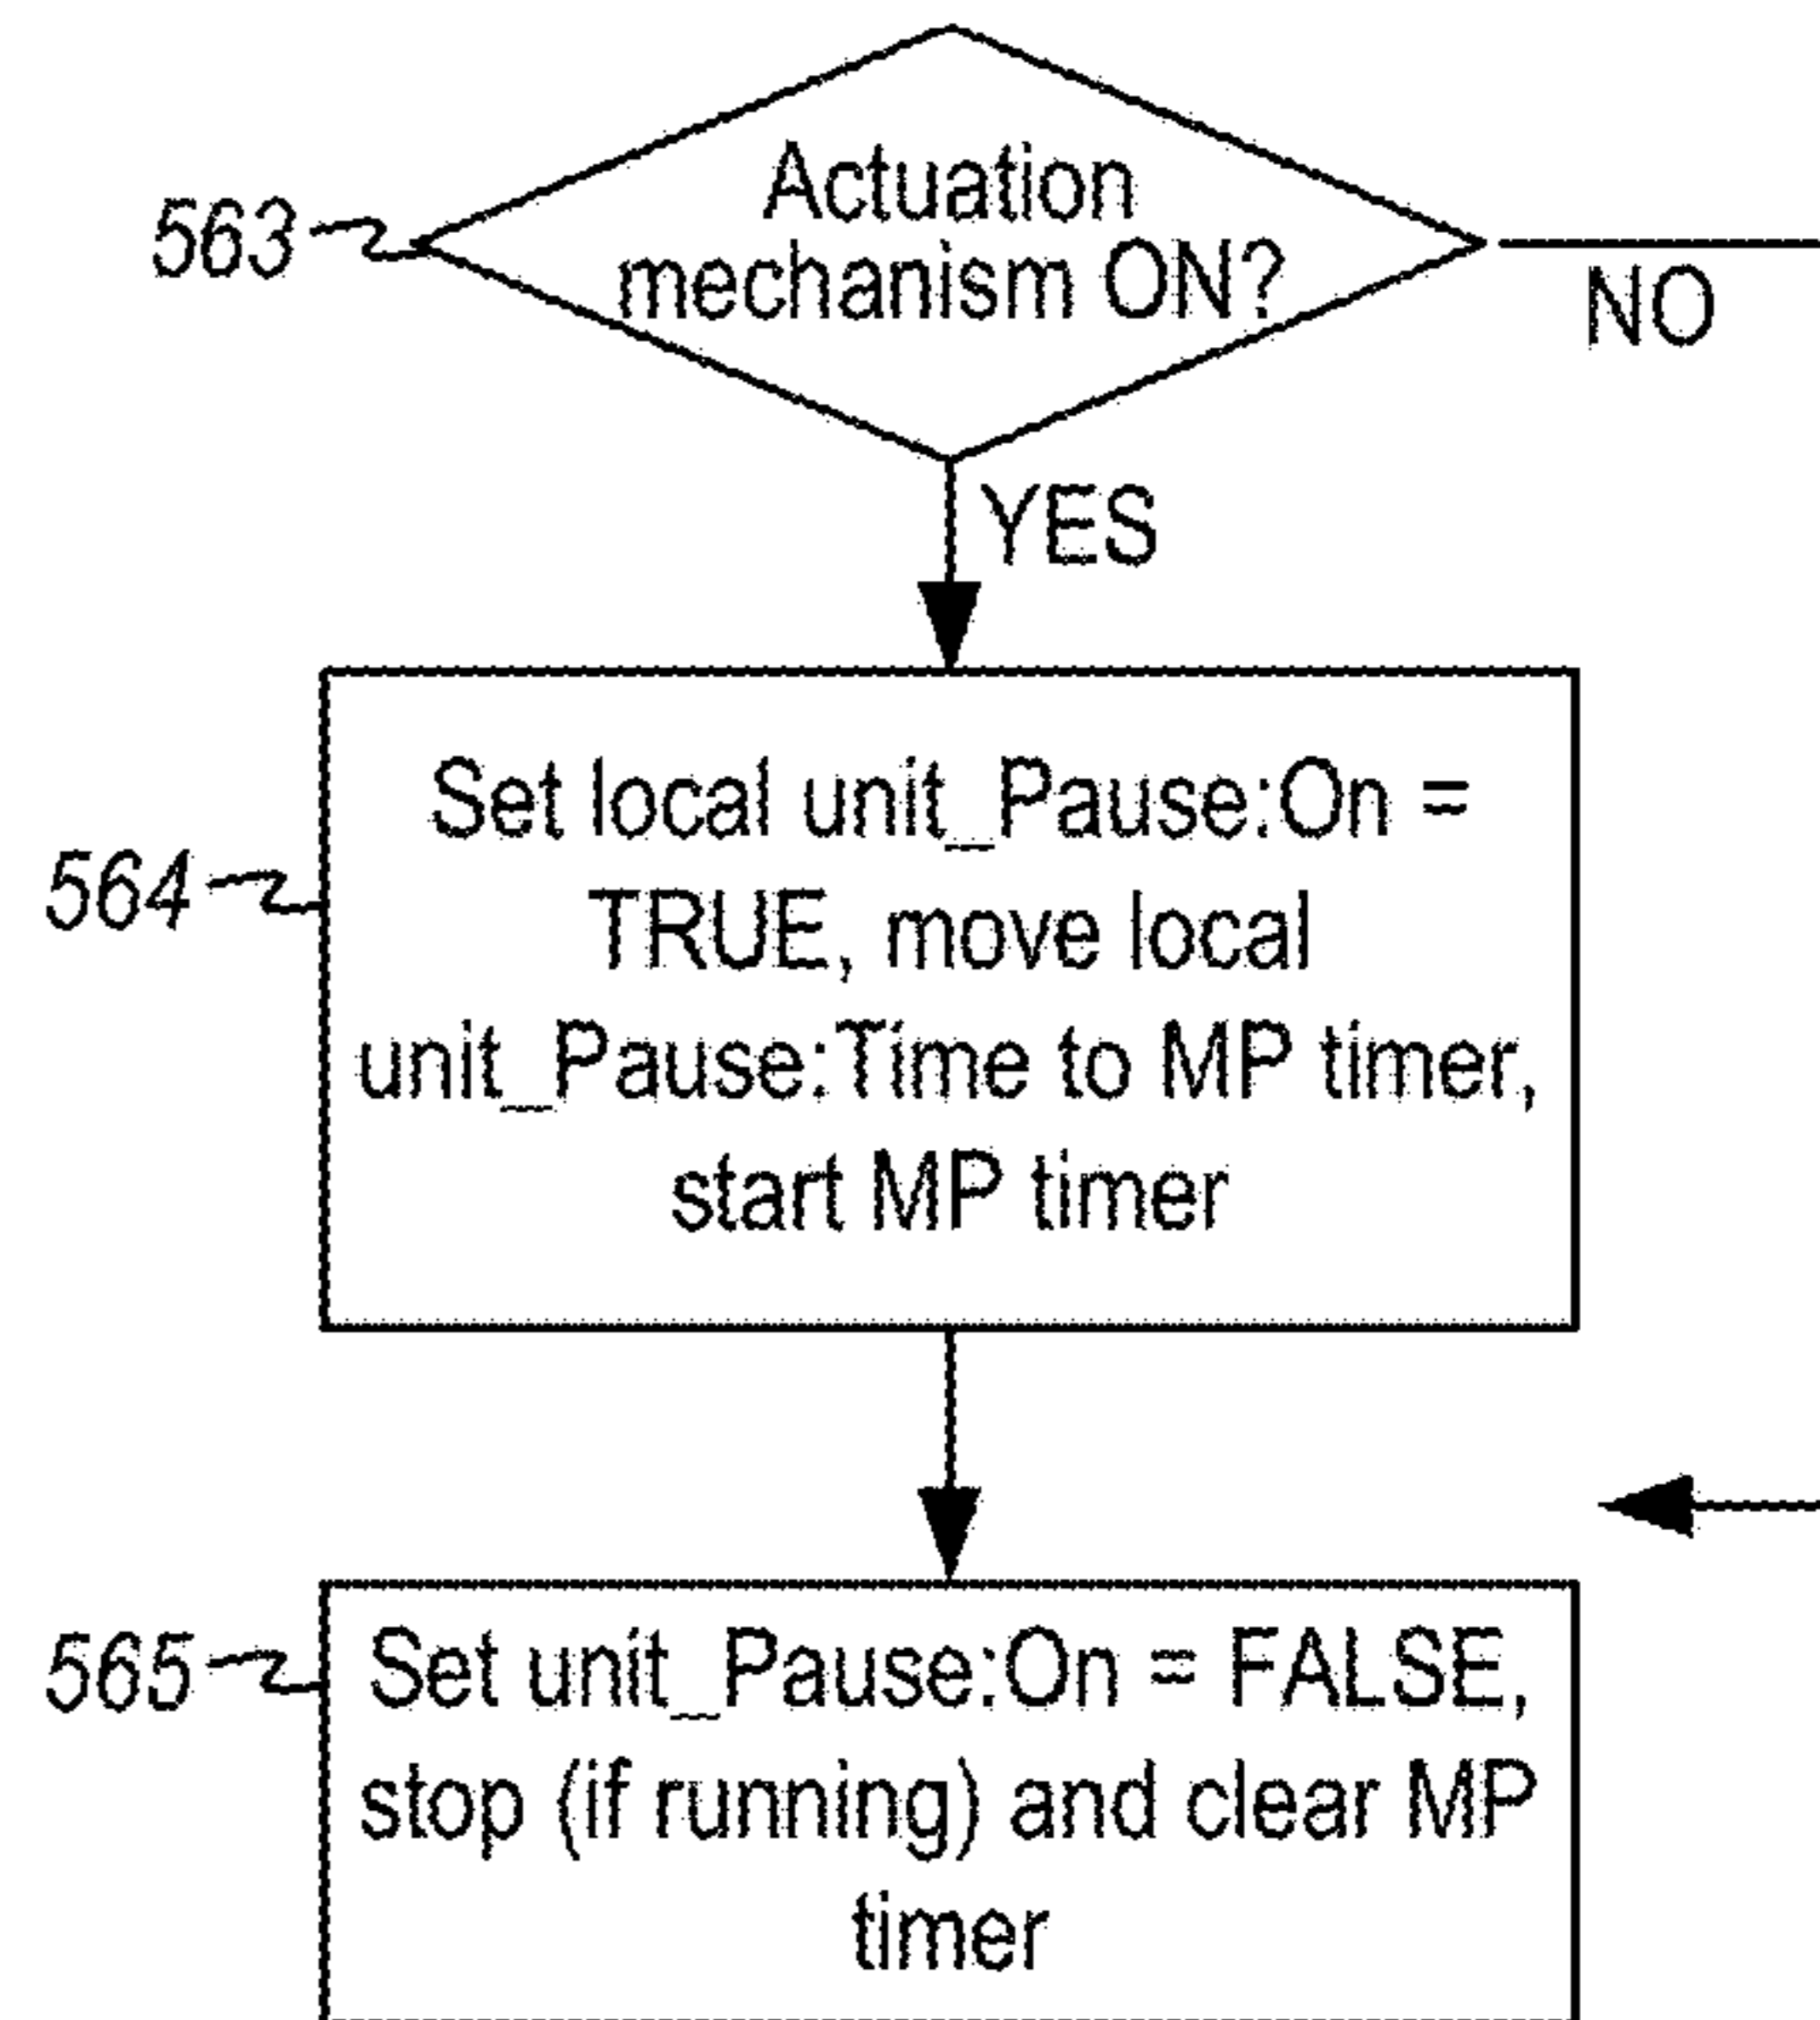 563
Actuation
mechanism ON?
NO
YES
564
Set local unit_Pause:On =
TRUE, move local
unit_Pause:Time to MP timer,
start MP timer
565
Set unit_Pause:On = FALSE,
stop (if running) and clear MP
timer